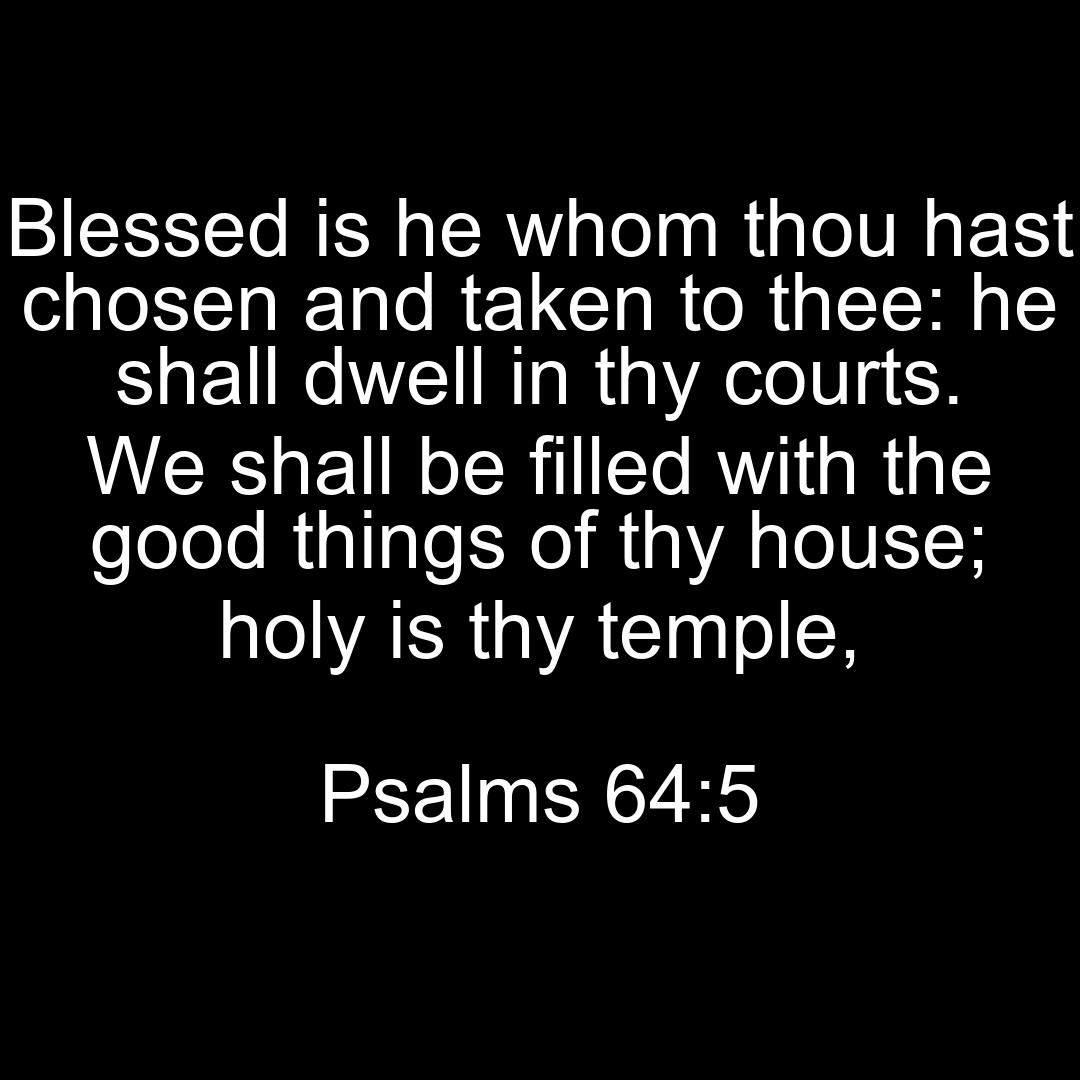 Blessed is he whom thou hast
chosen and taken to thee: he
shall dwell in thy courts.
We shall be filled with the
good things of thy house;
holy is thy temple,
Psalms 64:5